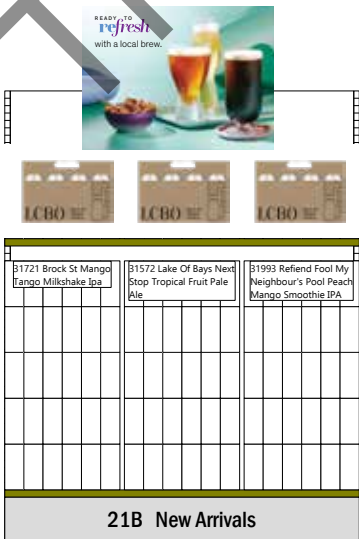 READY TO
refresh
with a local brew.
LCBO
LCBO
LCBO
31721 Brock St Mango
Tango Milkshake Ipa
31572 Lake Of Bays Next
Stop Tropical Fruit Pale
Ale
31993 Refiend Fool My
Neighbour's Pool Peach
Mango Smoothie IPA
21B New Arrivals